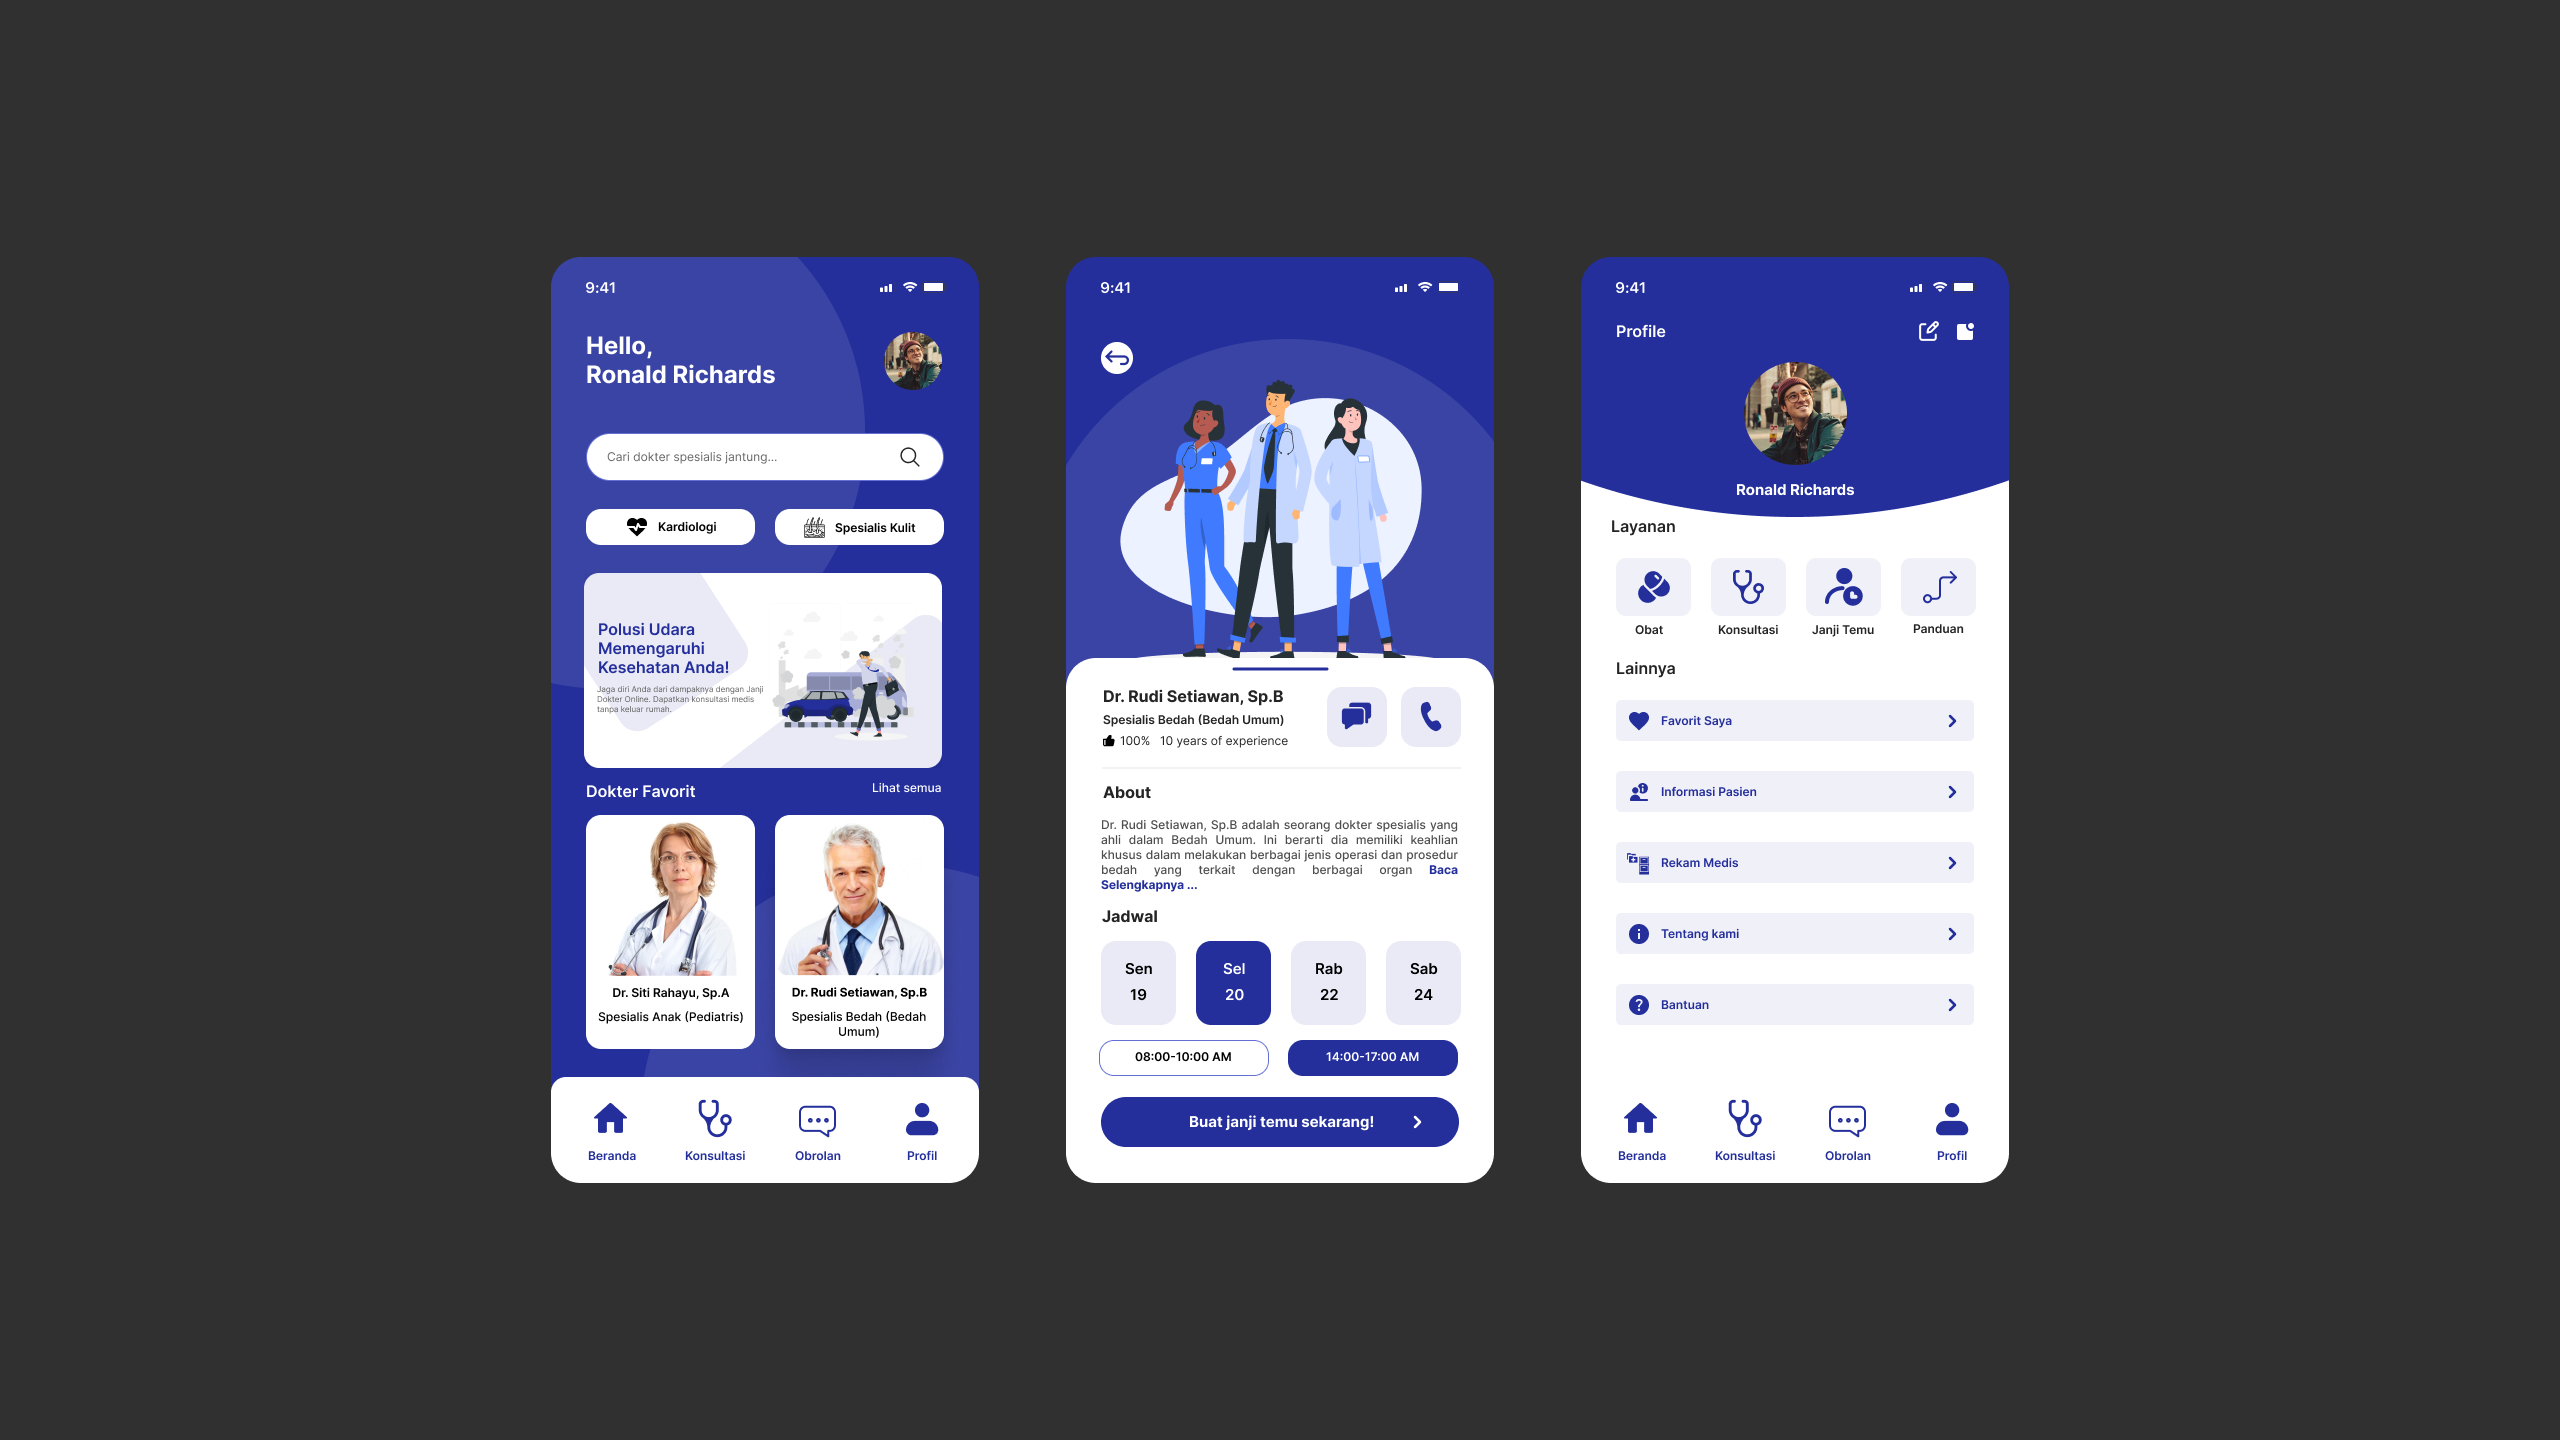 9:41
Hello,
Ronald Richards
Cari dokter spesialis jantung...
Kardiologi
Spesialis Kulit
Polusi Udara
Memengaruhi
Kesehatan Anda!
Jaga diri Anda dari dampaknya dengan Janji
Dokter Online. Dapatkan konsultasi medis
tanpa keluar rumah.
Dokter Favorit
Lihat semua
Dr. Siti Rahayu, Sp.A
Spesialis Anak (Pediatris)
Dr. Rudi Setiawan, Sp.B
Spesialis Bedah (Bedah
Umum)
Beranda
Konsultasi
Obrolan
Profil
9:41
Dr. Rudi Setiawan, Sp.B
Spesialis Bedah (Bedah Umum)
100% 10 years of experience
About
Dr. Rudi Setiawan, Sp.B adalah seorang dokter spesialis yang
ahli dalam Bedah Umum. Ini berarti dia memiliki keahlian
khusus dalam melakukan berbagai jenis operasi dan prosedur
bedah yang terkait dengan berbagai organ Baca
Selengkapnya ...
Jadwal
Sen
19
Sel
20
Rab
22
Sab
24
08:00-10:00 AM
14:00-17:00 AM
Buat janji temu sekarang!
9:41
Profile
Ronald Richards
Layanan
Obat
Konsultasi
Janji Temu
Panduan
Lainnya
Favorit Saya
Informasi Pasien
Rekam Medis
Tentang kami
Bantuan
Beranda
Konsultasi
Obrolan
Profil